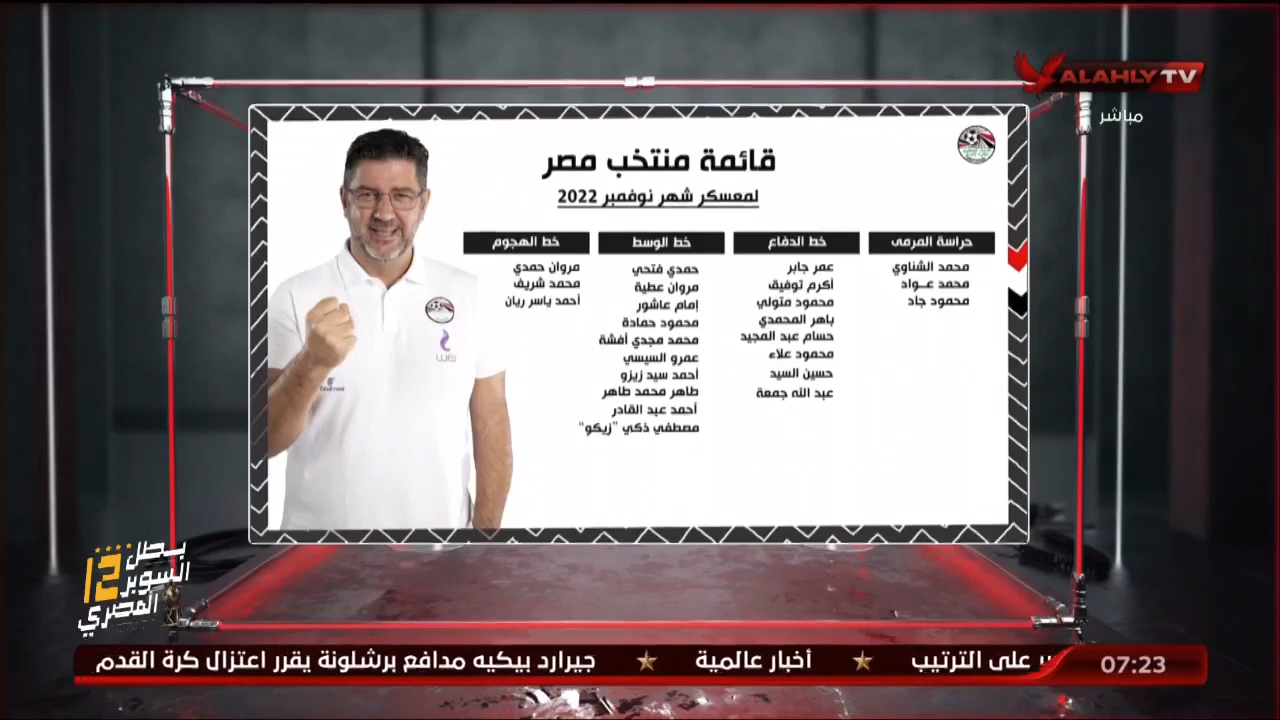 ALAHLY TV
مباشر
قائمة منتخب مصر
لمعسكر شهر نوفمبر 2022
حراسة المرمى
محمد الشناوي
محمد عـــواد
محمود جاد
خط الدفاع
عمر جابر
أكرم توفيق
محمود متولي
باهر المحمدي
حسام عبد المجيد
محمود علاء
حسين السيد
عبد الله جمعة
خط الوسط
حمدي فتحي
مروان عطية
إمام عاشور
محمود حمادة
محمد مجدي أفشة
عمرو السيسي
أحمد سيد زيزو
طاهر محمد طاهر
أحمد عبد القادر
مصطفي ذكي "زيكو"
خط الهجوم
مروان حمدي
محمد شريف
أحمد ياسر ريان
WE
بطل
12
السوبر
المصري
07:23
على الترتيب ★ أخبار عالمية ★ جيرارد بيكيه مدافع برشلونة يقرر اعتزال كرة القدم